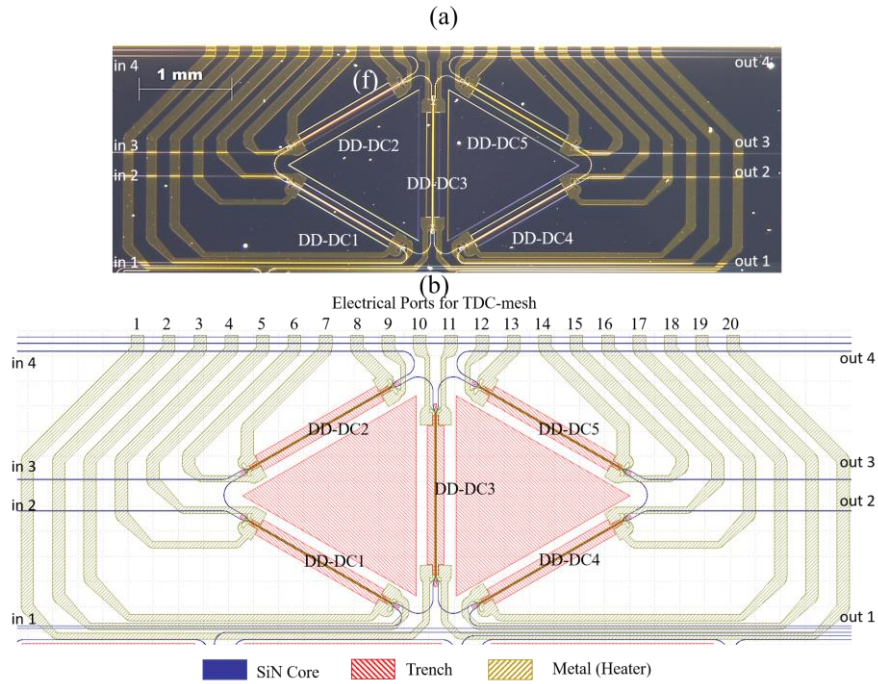 (a)
in 4
out 4
1 mm
(f)
in 3
out 3
DD-DC2
DD-DC5
in 2
out 2
DD-DC3
DD-DC1
DD-DC4
in 1
out 1
(b)
Electrical Ports for TDC-mesh
1 2 3 4 5 6 7 8 9 10 11 12 13 14 15 16 17 18 19 20
in 4
out 4
DD-DC2
DD-DC5
in 3
out 3
DD-DC3
in 2
out 2
DD-DC1
DD-DC4
in 1
out 1
SiN Core Trench Metal (Heater)